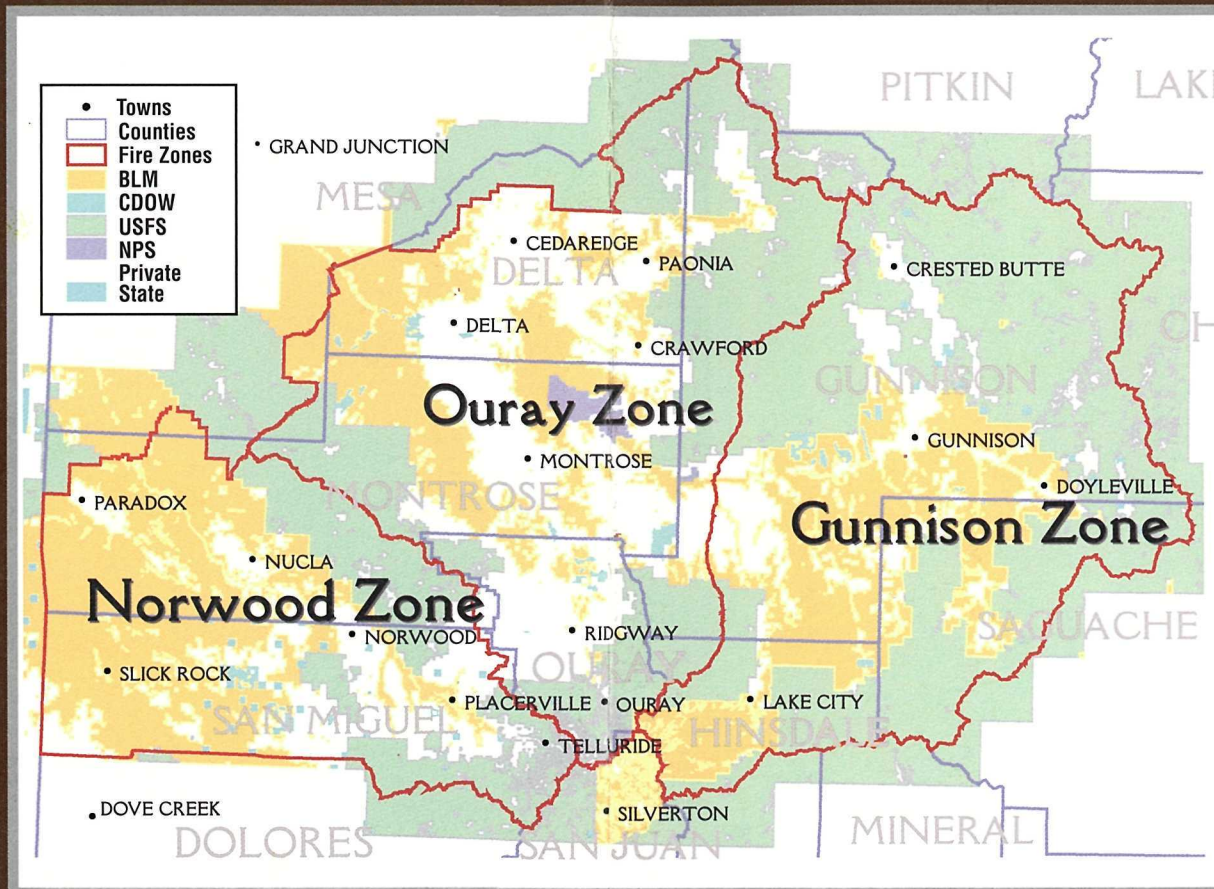 Towns
Counties
Fire Zones
BLM
CDOW
USFS
NPS
Private
State
PITKIN
GRAND JUNCTION
MESA
CEDAREDGE
DELTA
PAONIA
CRESTED BUTTE
DELTA
CRAWFORD
GUNNISON
Ouray Zone
GUNNISON
MONTROSE
MONTROSE
DOYLEVILLE
PARADOX
Gunnison Zone
NUCLA
Norwood Zone
NORWOOD
RIDGWAY
SAGUACHE
OURAY
SLICK ROCK
PLACERVILLE
OURAY
LAKE CITY
SAN MIGUEL
HINSDALE
TELLURIDE
DOVE CREEK
SILVERTON
DOLORES
SAN JUAN
MINERAL